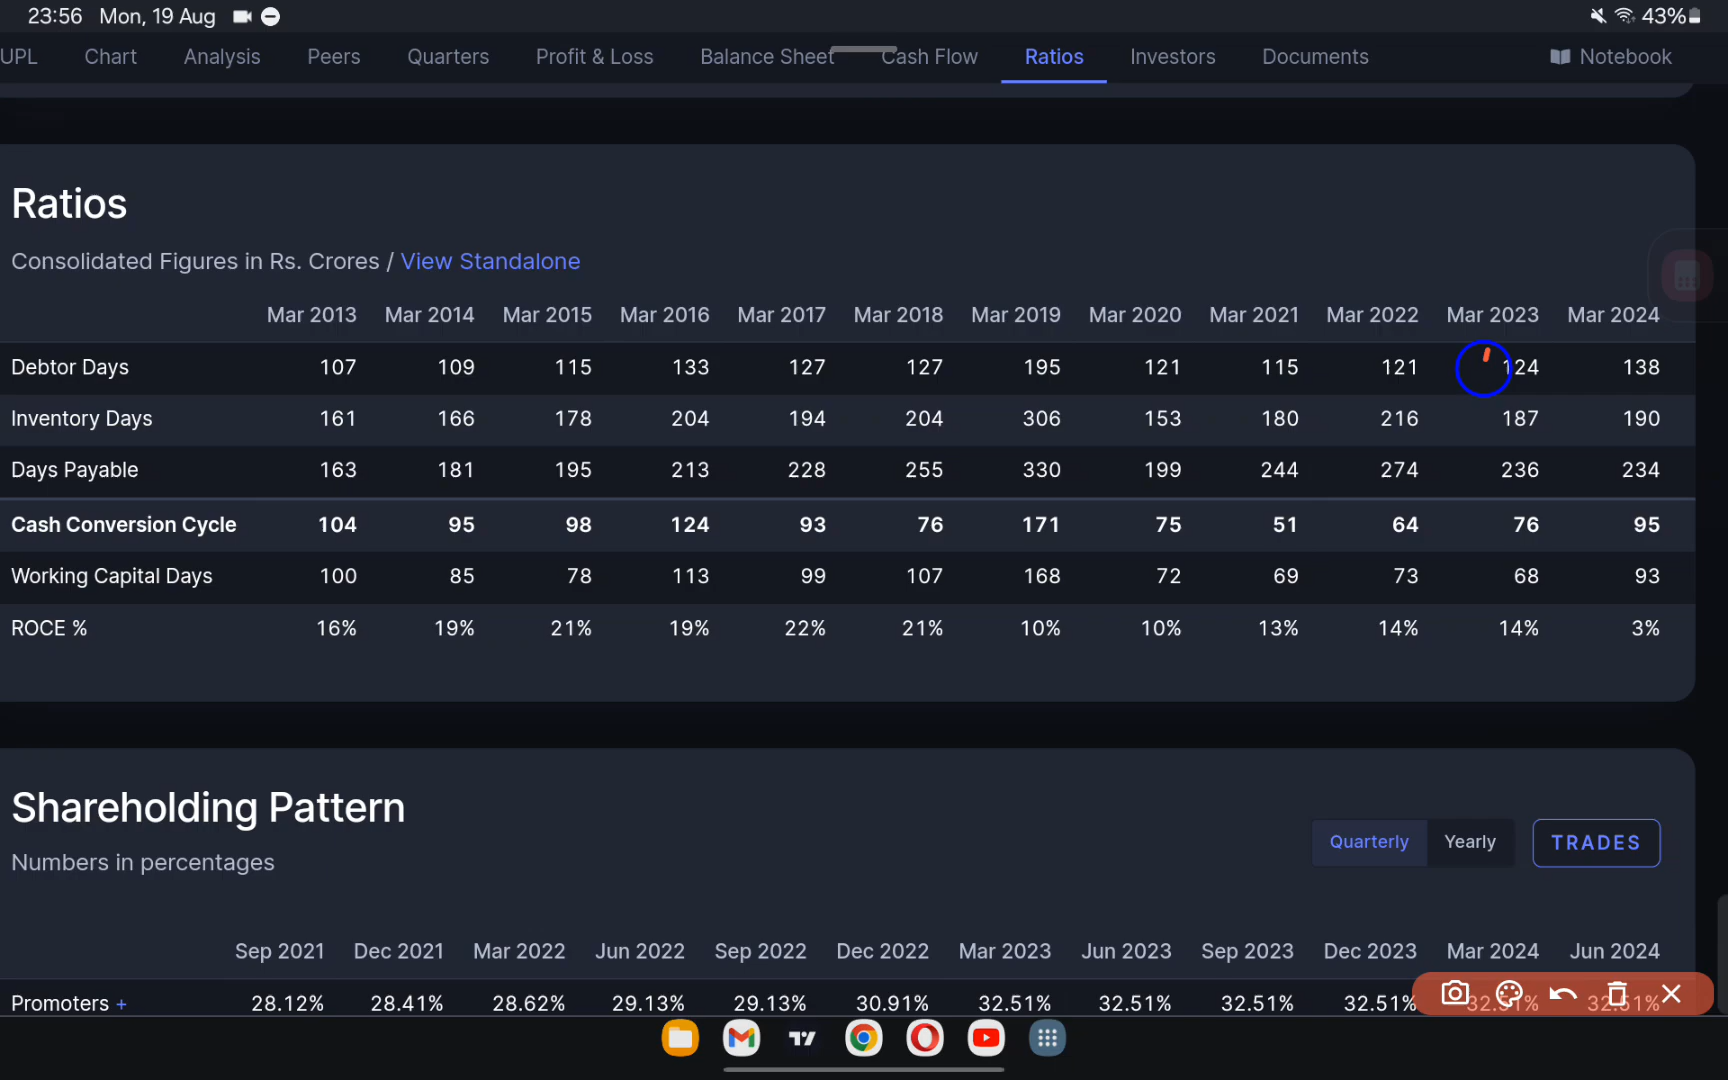 23:56 Mon, 19 Aug 43%
UPL Chart Analysis Peers Quarters Profit & Loss Balance Sheet Cash Flow Ratios Investors Documents Notebook
Ratios
Consolidated Figures in Rs. Crores / View Standalone
Mar 2013 Mar 2014 Mar 2015 Mar 2016 Mar 2017 Mar 2018 Mar 2019 Mar 2020 Mar 2021 Mar 2022 Mar 2023 Mar 2024
Debtor Days 107 109 115 133 127 127 195 121 115 121 124 138
Inventory Days 161 166 178 204 194 204 306 153 180 216 187 190
Days Payable 163 181 195 213 228 255 330 199 244 274 236 234
Cash Conversion Cycle 104 95 98 124 93 76 171 75 51 64 76 95
Working Capital Days 100 85 78 113 99 107 168 72 69 73 68 93
ROCE % 16% 19% 21% 19% 22% 21% 10% 10% 13% 14% 14% 3%
Shareholding Pattern
Numbers in percentages
Quarterly Yearly TRADES
Sep 2021 Dec 2021 Mar 2022 Jun 2022 Sep 2022 Dec 2022 Mar 2023 Jun 2023 Sep 2023 Dec 2023 Mar 2024 Jun 2024
Promoters + 28.12% 28.41% 28.62% 29.13% 29.13% 30.91% 32.51% 32.51% 32.51% 32.51%